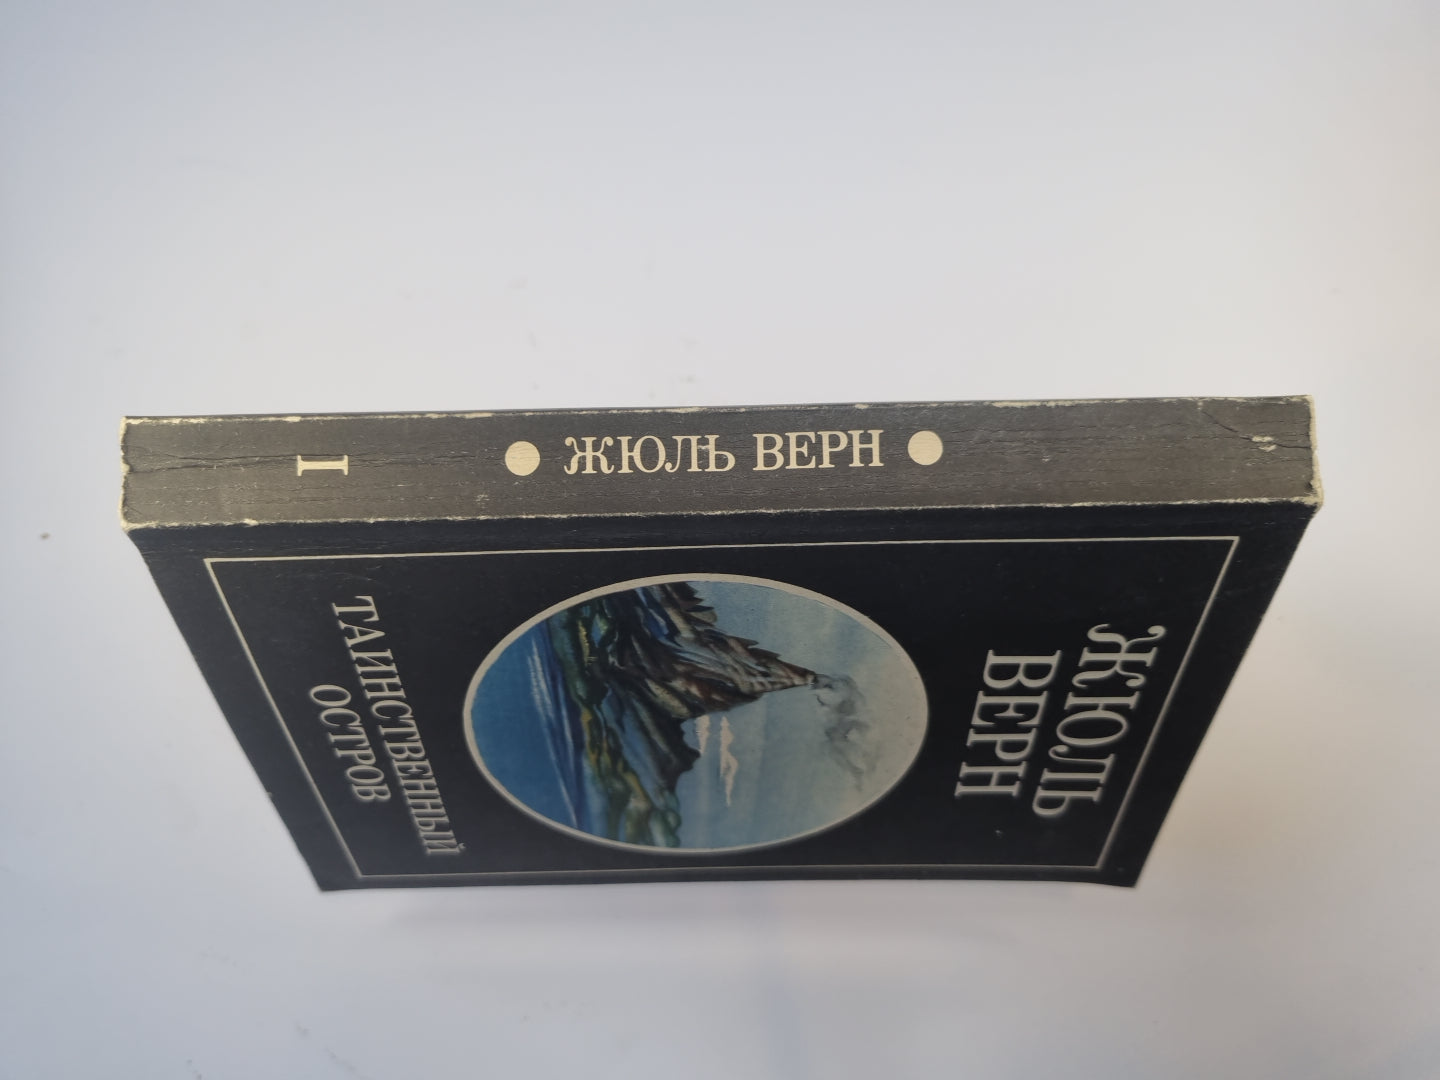 I
● ЖЮЛЬ ВЕРН ●
ЖЮЛЬ
ВЕРН
ТАИНСТВЕННЫЙ
ОСТРОВ